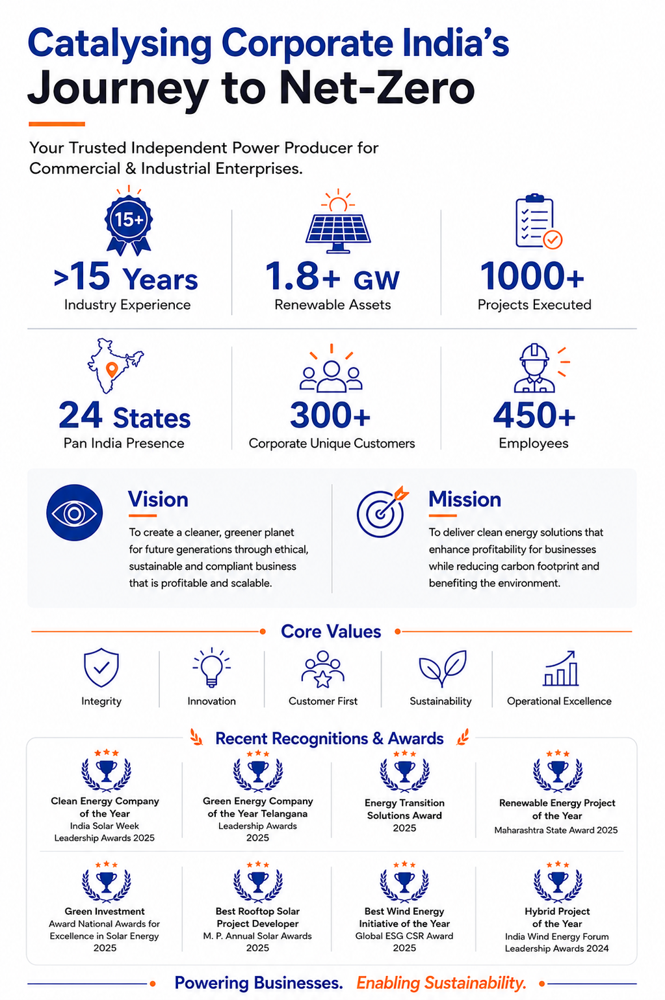 Catalysing Corporate India's
Journey to Net-Zero
Your Trusted Independent Power Producer for
Commercial & Industrial Enterprises.
15+
>15 Years
Industry Experience
1.8+ GW
Renewable Assets
1000+
Projects Executed
24 States
Pan India Presence
300+
Corporate Unique Customers
450+
Employees
Vision
To create a cleaner, greener planet
for future generations through ethical,
sustainable and compliant business
that is profitable and scalable.
Mission
To deliver clean energy solutions that
enhance profitability for businesses
while reducing carbon footprint and
benefiting the environment.
Core Values
Integrity
Innovation
Customer First
Sustainability
Operational Excellence
Recent Recognitions & Awards
Clean Energy Company
of the Year
India Solar Week
Leadership Awards 2025
Green Energy Company
of the Year Telangana
Leadership Awards
2025
Energy Transition
Solutions Award
2025
Renewable Energy Project
of the Year
Maharashtra State Award 2025
Green Investment
Award National Awards for
Excellence in Solar Energy
2025
Best Rooftop Solar
Project Developer
M. P. Annual Solar Awards
2025
Best Wind Energy
Initiative of the Year
Global ESG CSR Award
2025
Hybrid Project
of the Year
India Wind Energy Forum
Leadership Awards 2024
Powering Businesses. Enabling Sustainability.